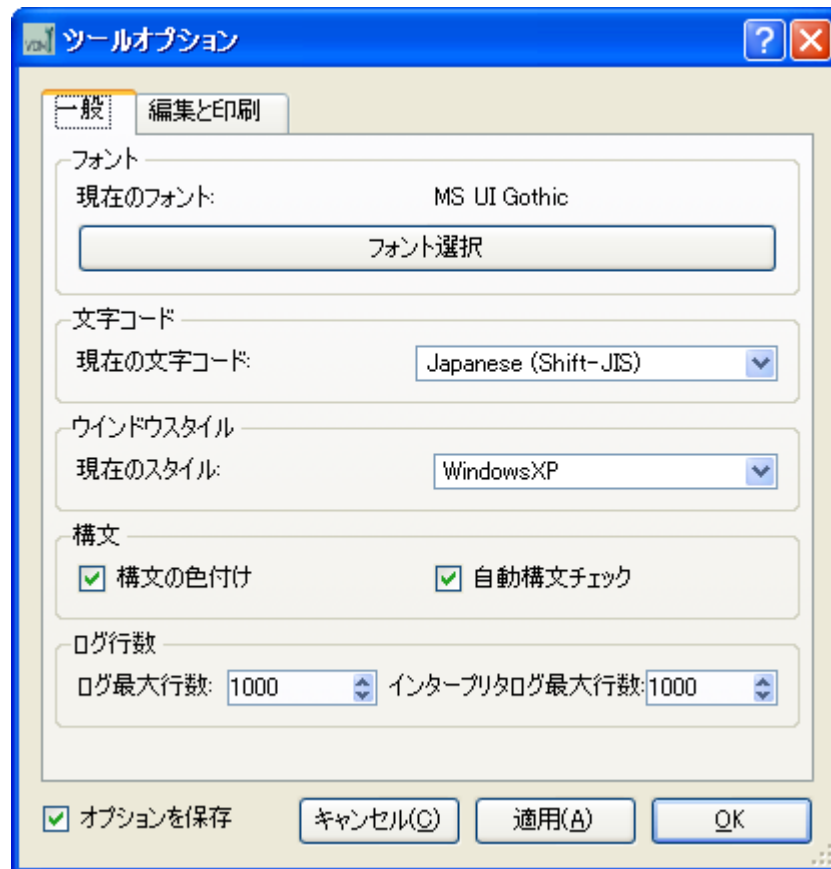 ツールオプション
一般 編集と印刷
フォント
現在のフォント: MS UI Gothic
フォント選択
文字コード
現在の文字コード: Japanese (Shift-JIS)
ウインドウスタイル
現在のスタイル: WindowsXP
構文
構文の色付け 自動構文チェック
ログ行数
ログ最大行数: 1000 インタープリタログ最大行数: 1000
オプションを保存 キャンセル(C) 適用(A) OK